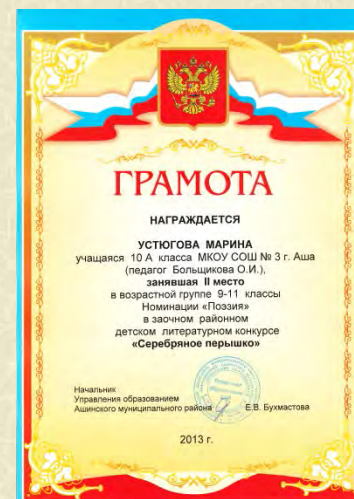 ГРАМОТА
НАГРАЖДАЕТСЯ
УСТЮГОВА МАРИНА
учащаяся 10 А класса МКОУ СОШ № 3 г. Аша
(педагог Больщикова О.И.),
занявшая II место
в возрастной группе 9-11 классы
Номинации «Поэзия»
в заочном районном
детском литературном конкурсе
«Серебряное перышко»
Начальник
Управления образованием
Ашинского муниципального района Е.В. Бухмастова
2013 г.